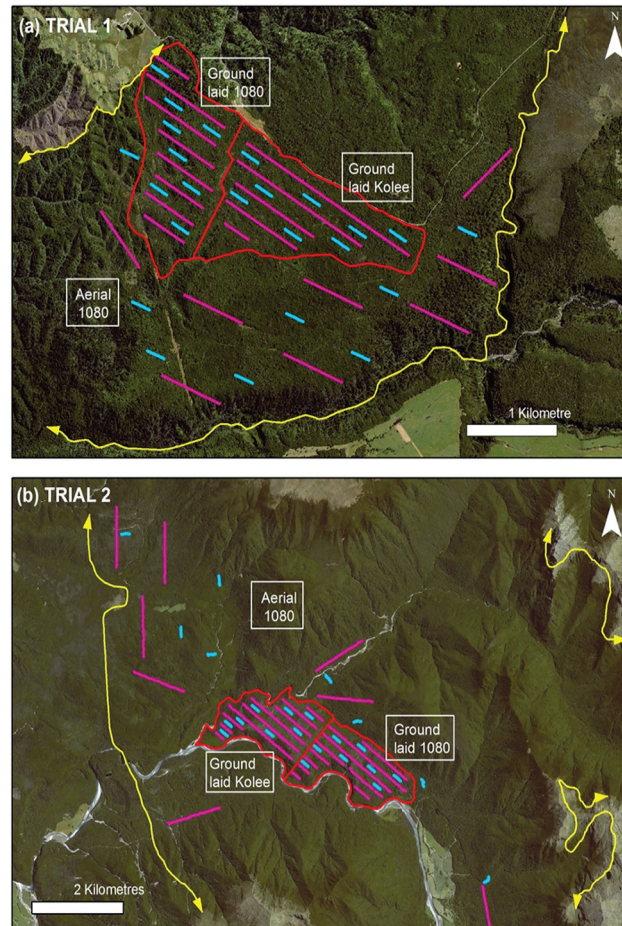 (a) TRIAL 1
N
Ground
laid 1080
Ground
laid Kolee
Aerial
1080
1 Kilometre
(b) TRIAL 2
N
Aerial
1080
Ground
laid 1080
Ground
laid Kolee
2 Kilometres